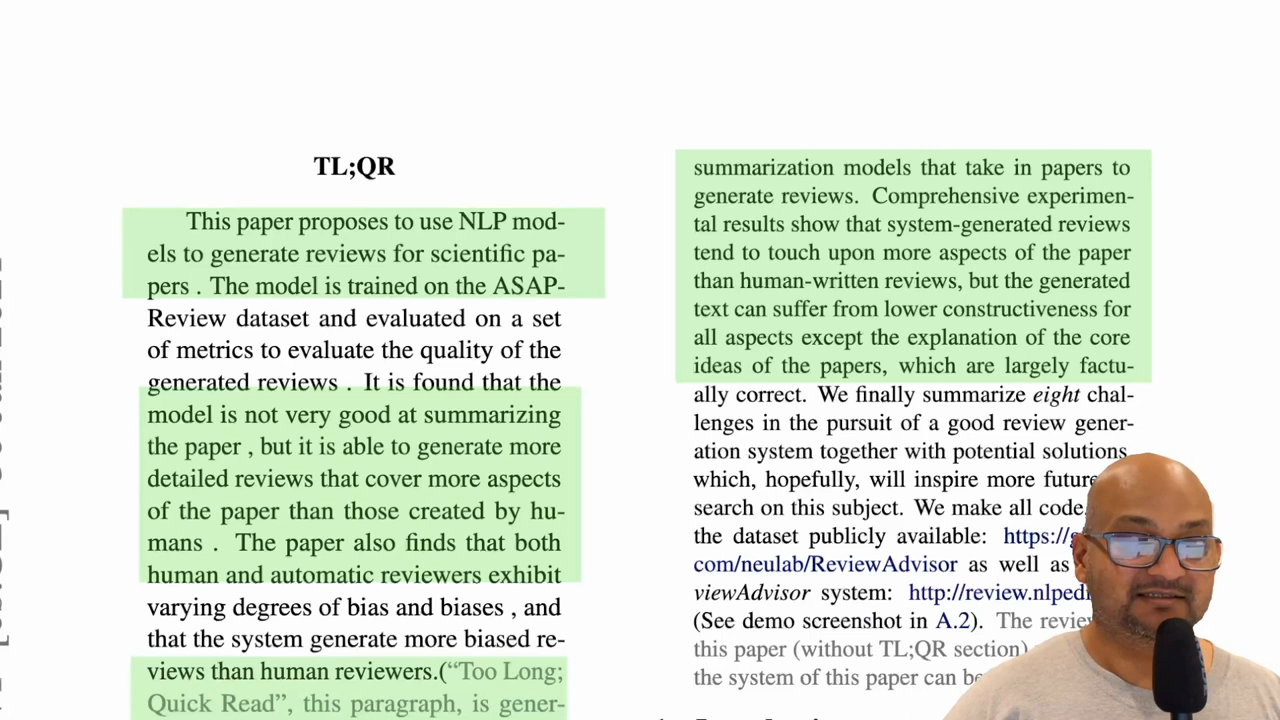 TL;QR
This paper proposes to use NLP mod-
els to generate reviews for scientific pa-
pers . The model is trained on the ASAP-
Review dataset and evaluated on a set
of metrics to evaluate the quality of the
generated reviews . It is found that the
model is not very good at summarizing
the paper , but it is able to generate more
detailed reviews that cover more aspects
of the paper than those created by hu-
mans . The paper also finds that both
human and automatic reviewers exhibit
varying degrees of bias and biases , and
that the system generate more biased re-
views than human reviewers.(“Too Long;
Quick Read”, this paragraph, is gener-
summarization models that take in papers to
generate reviews. Comprehensive experimen-
tal results show that system-generated reviews
tend to touch upon more aspects of the paper
than human-written reviews, but the generated
text can suffer from lower constructiveness for
all aspects except the explanation of the core
ideas of the papers, which are largely factu-
ally correct. We finally summarize eight chal-
lenges in the pursuit of a good review gener-
ation system together with potential solutions,
which, hopefully, will inspire more future
search on this subject. We make all code,
the dataset publicly available: https://g
com/neulab/ReviewAdvisor as well as
viewAdvisor system: http://review.nlped
(See demo screenshot in A.2). The review
this paper (without TL;QR section)
the system of this paper can be